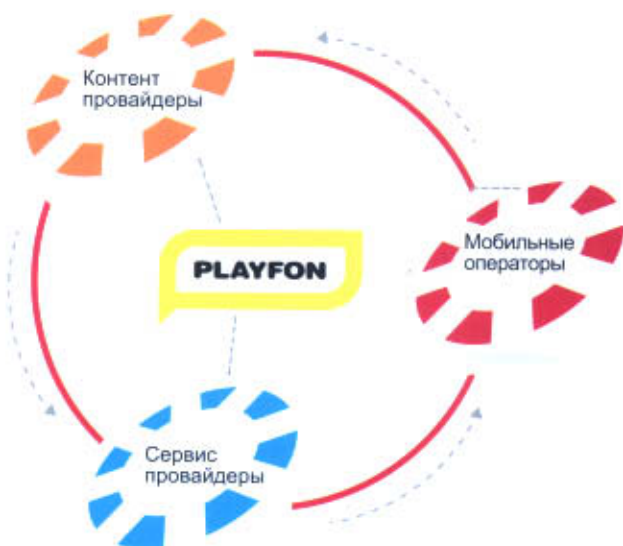 Контент
провайдеры
Мобильные
операторы
PLAYFON
Сервис
провайдеры